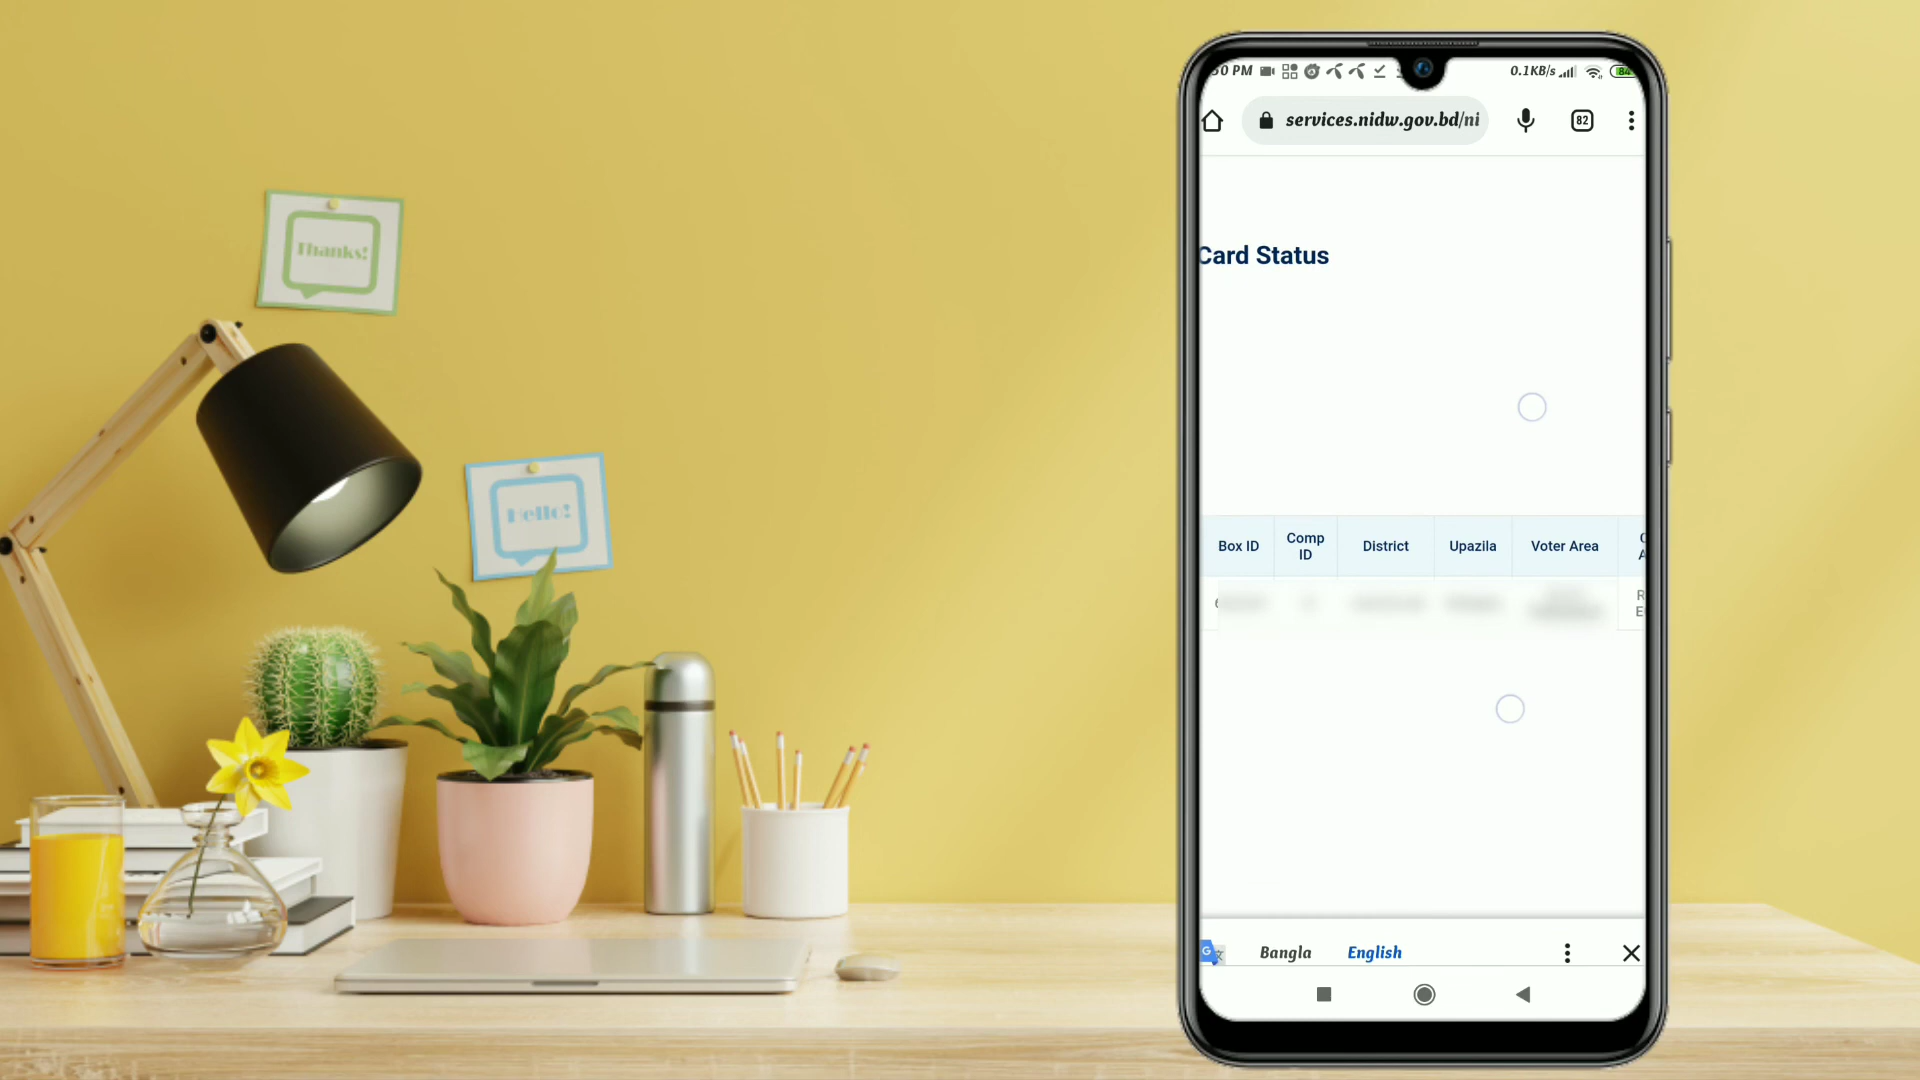 Thanks!
Hello!
0 PM
0.1KB/s
84
services.nidw.gov.bd/ni
82
Card Status
Box ID
Comp ID
District
Upazila
Voter Area
Bangla
English